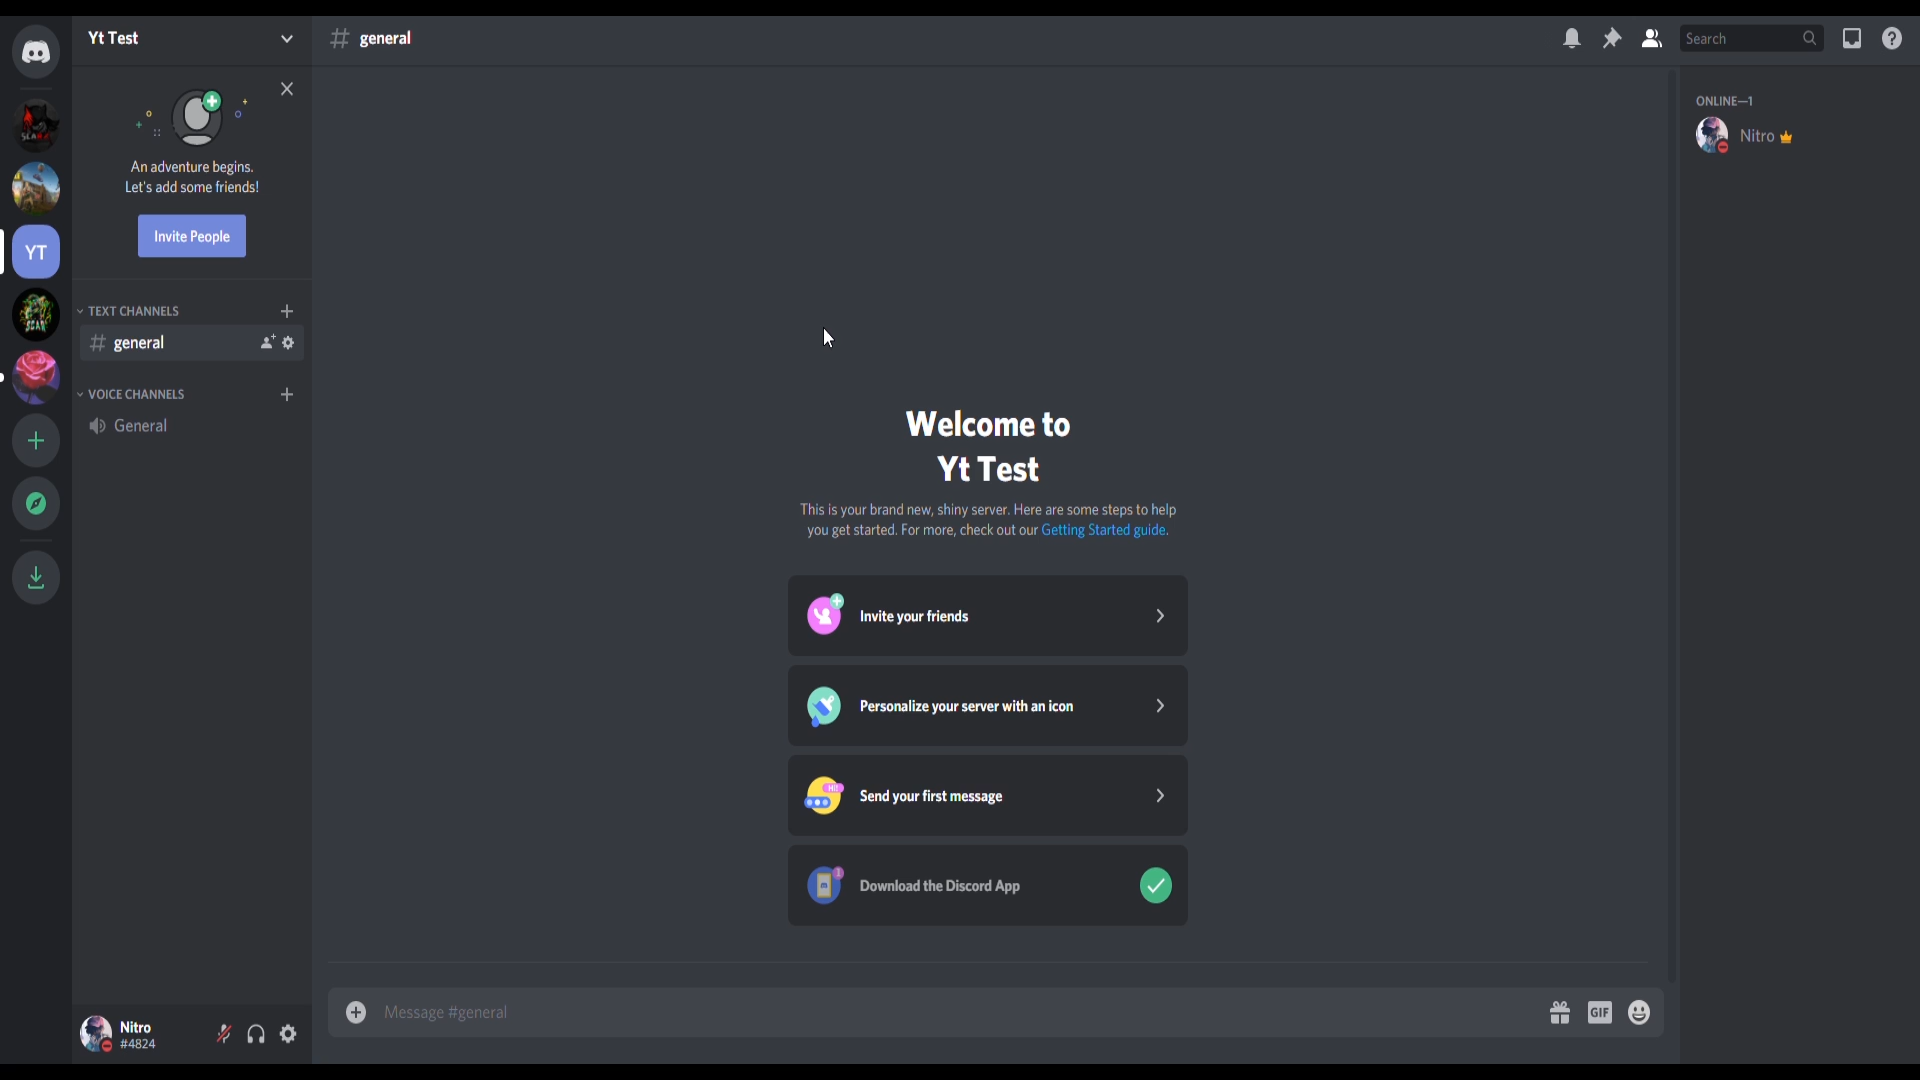 Yt Test
general
Search
An adventure begins.
Let's add some friends!
Invite People
YT
TEXT CHANNELS
general
VOICE CHANNELS
General
Welcome to
Yt Test
This is your brand new, shiny server. Here are some steps to help
you get started. For more, check out our Getting Started guide.
Invite your friends
Personalize your server with an icon
Hi!
Send your first message
1
Download the Discord App
Message #general
GIF
Nitro
#4824
ONLINE—1
Nitro